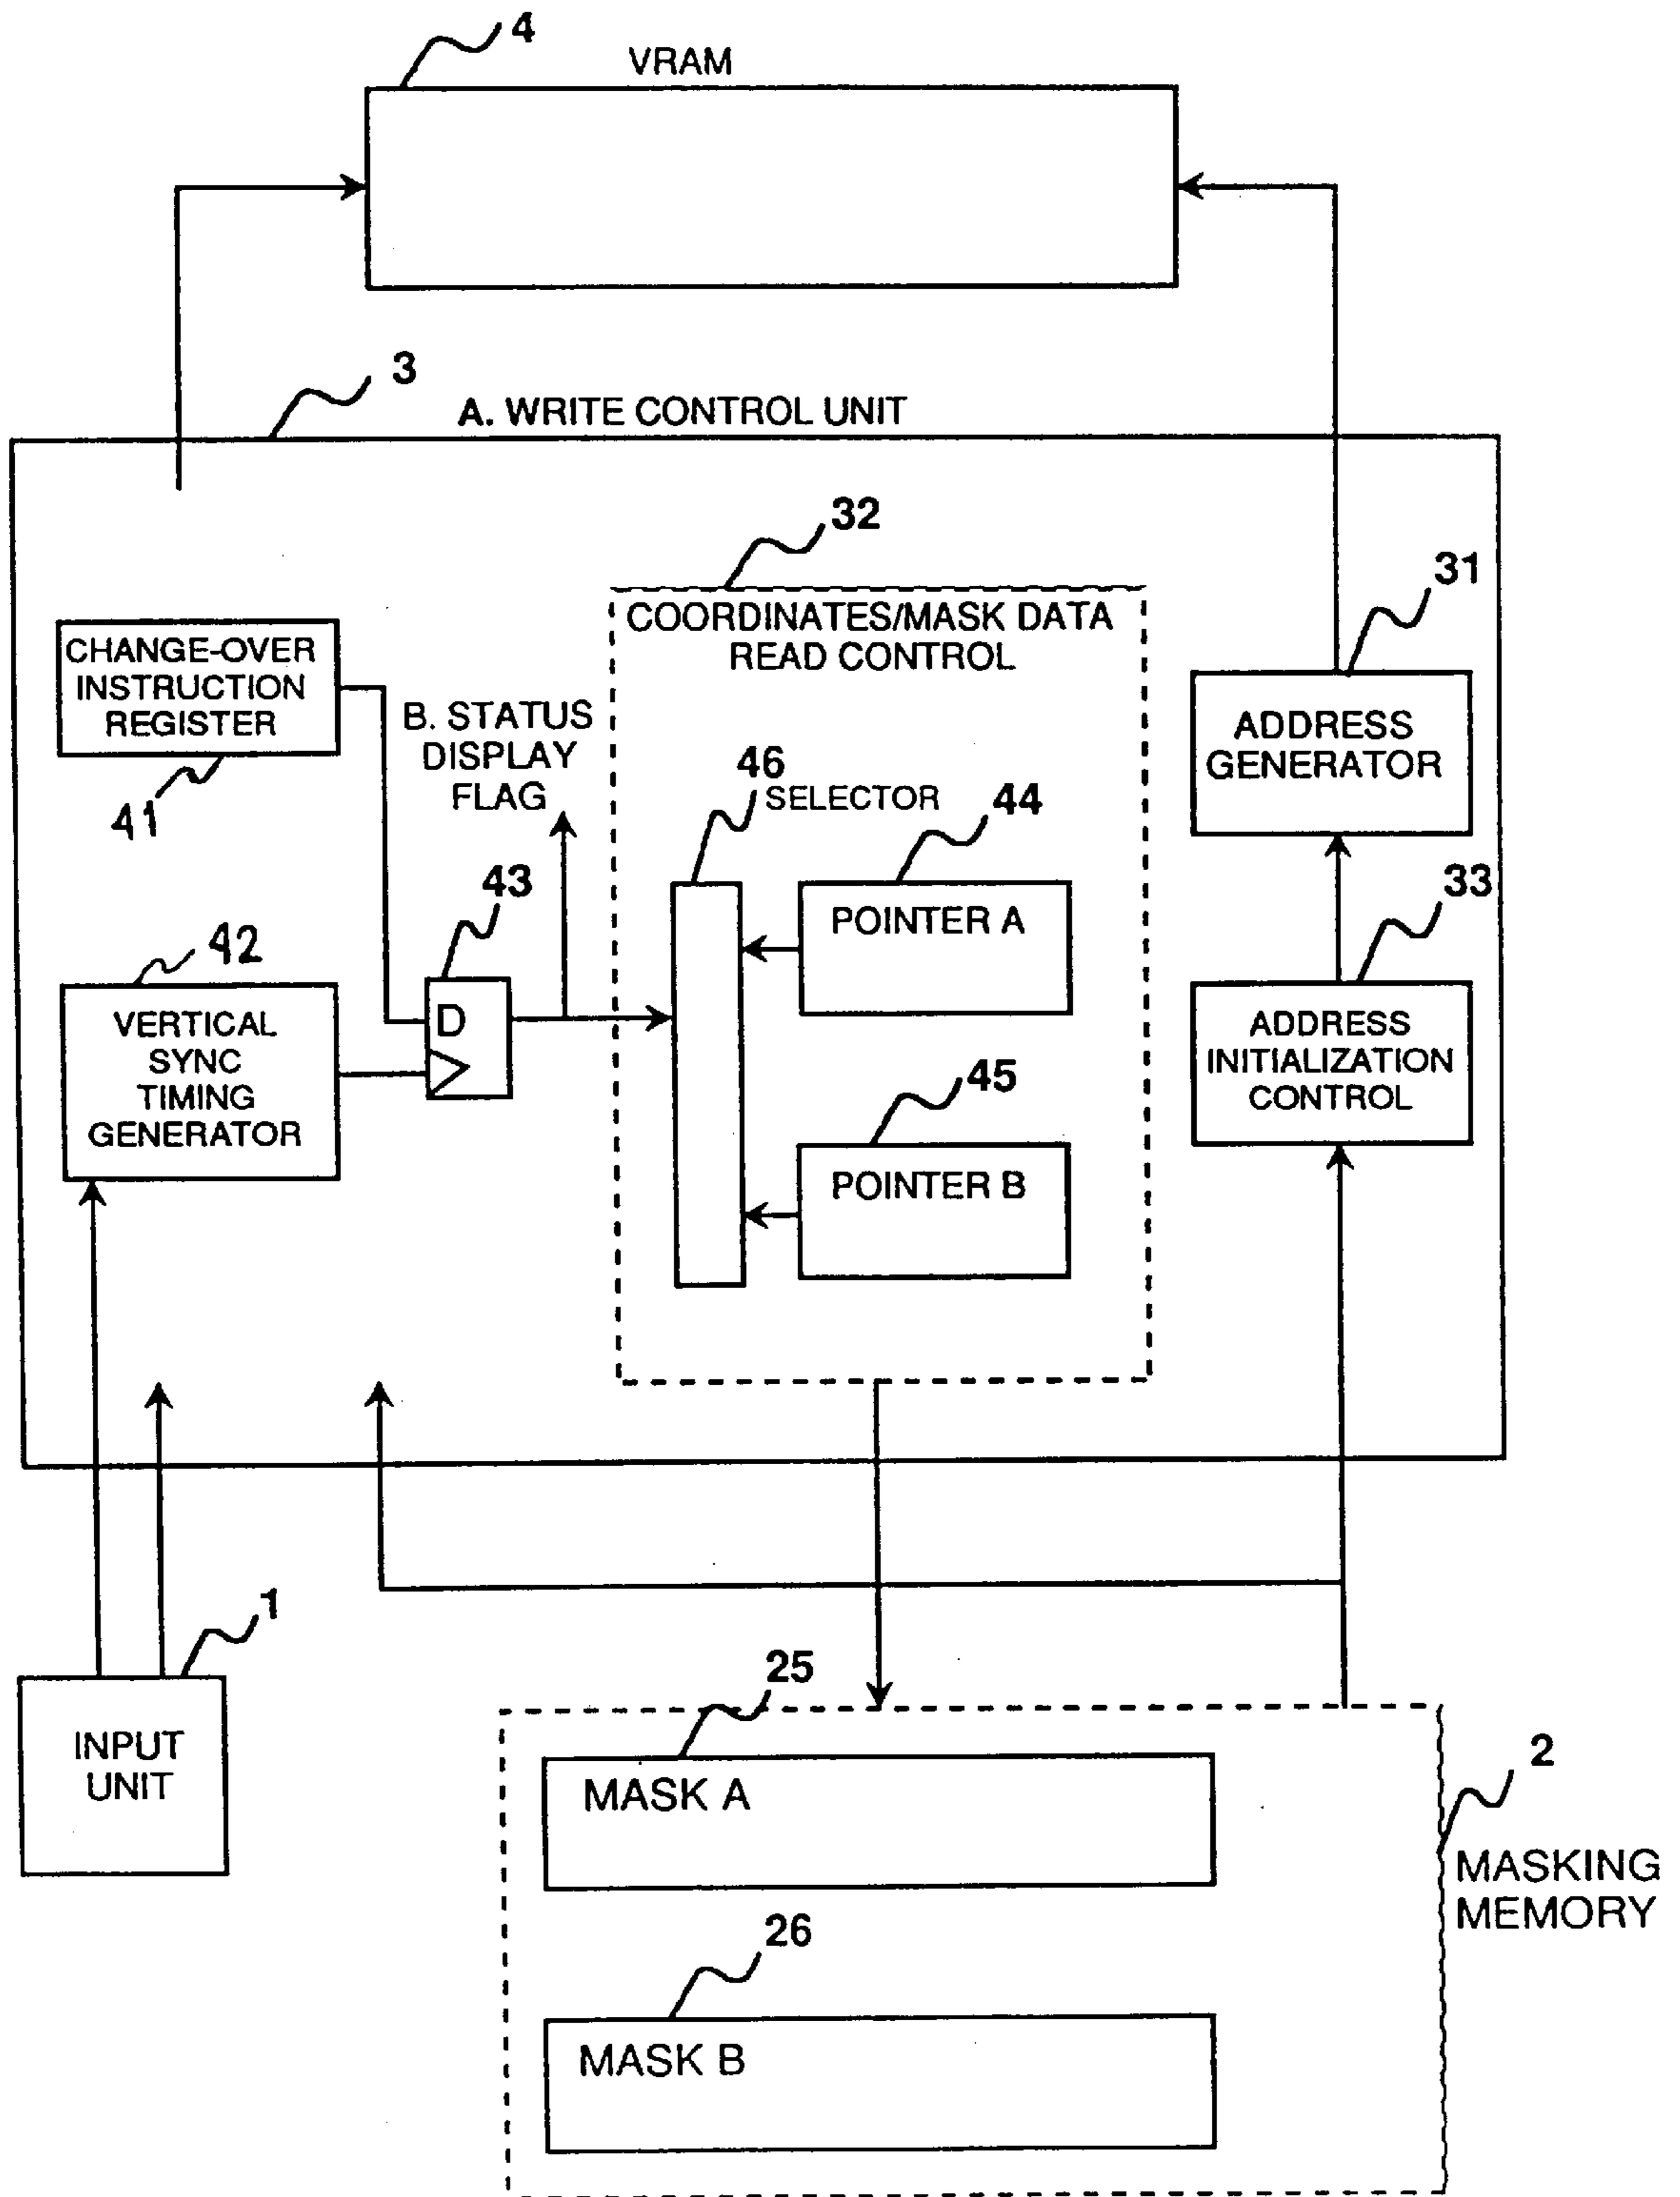 4
VRAM
3
A. WRITE CONTROL UNIT
32
31
COORDINATES/MASK DATA
READ CONTROL
CHANGE-OVER
INSTRUCTION
REGISTER
41
B. STATUS
DISPLAY
FLAG
ADDRESS
GENERATOR
46
SELECTOR
44
43
33
POINTER A
42
D
VERTICAL
SYNC
TIMING
GENERATOR
ADDRESS
INITIALIZATION
CONTROL
45
POINTER B
1
25
INPUT
UNIT
MASK A
2
MASKING
MEMORY
26
MASK B